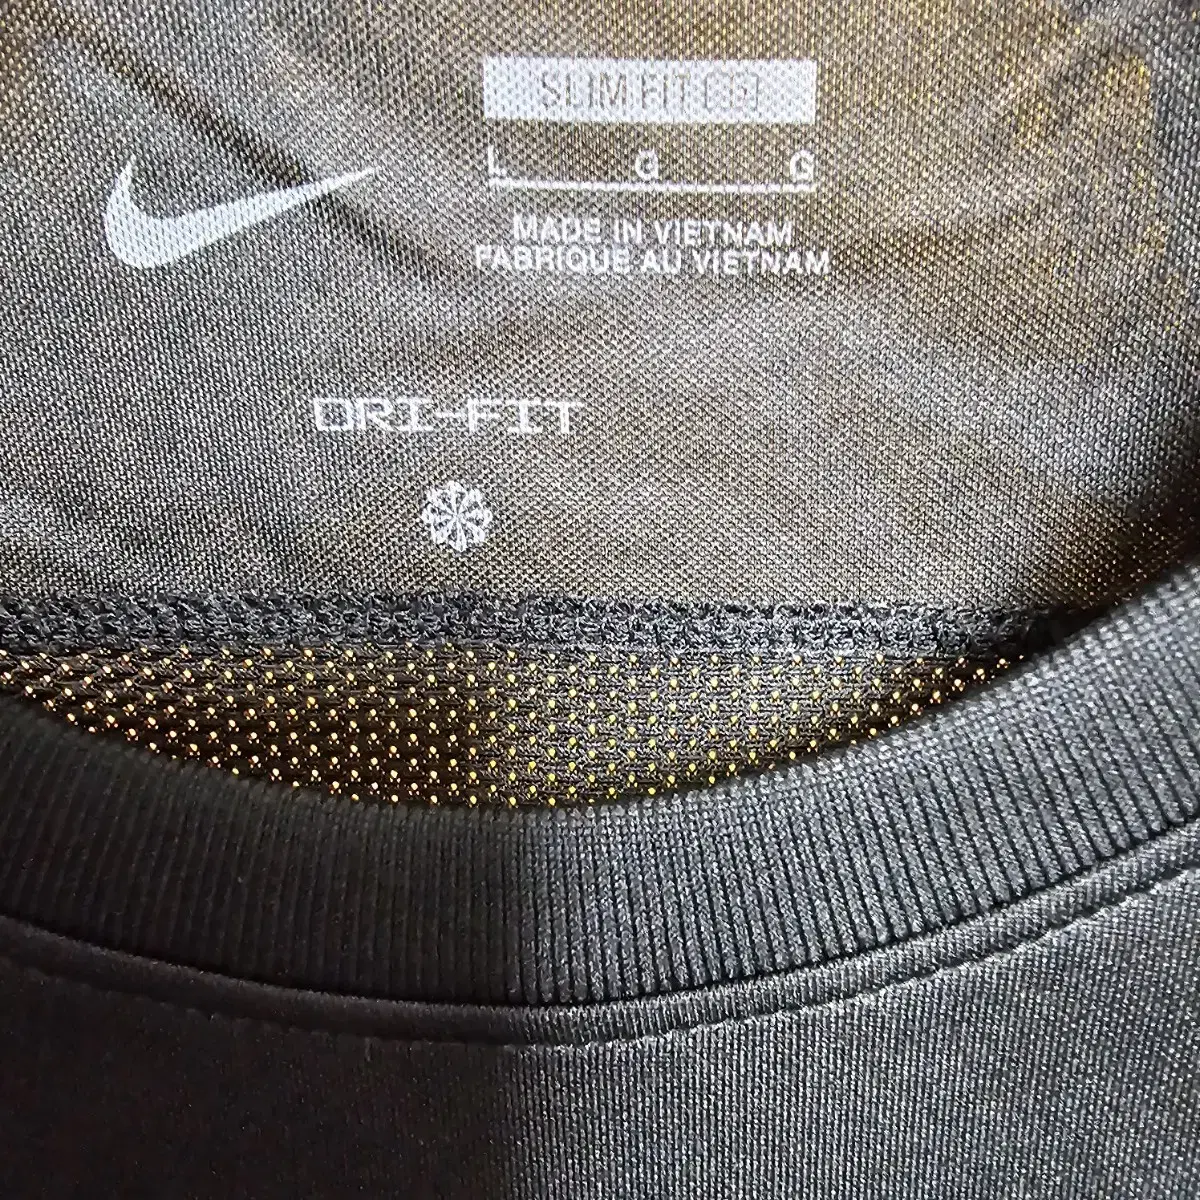 SLIM FIT
L G G
MADE IN VIETNAM
FABRIQUE AU VIETNAM
DRI-FIT